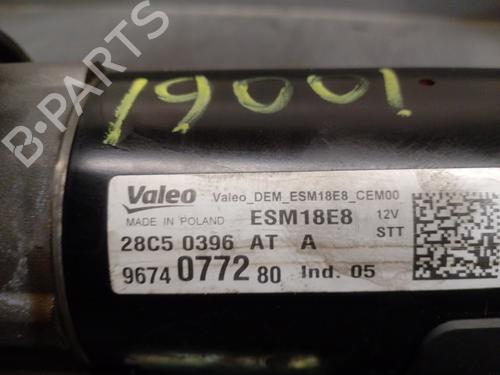 19001
B-PARTS
Valeo Valeo_DEM_ESM18E8_CEM00
MADE IN POLAND ESM18E8 12V
STT
28C5 0396 AT A
9674 0772 80 Ind. 05